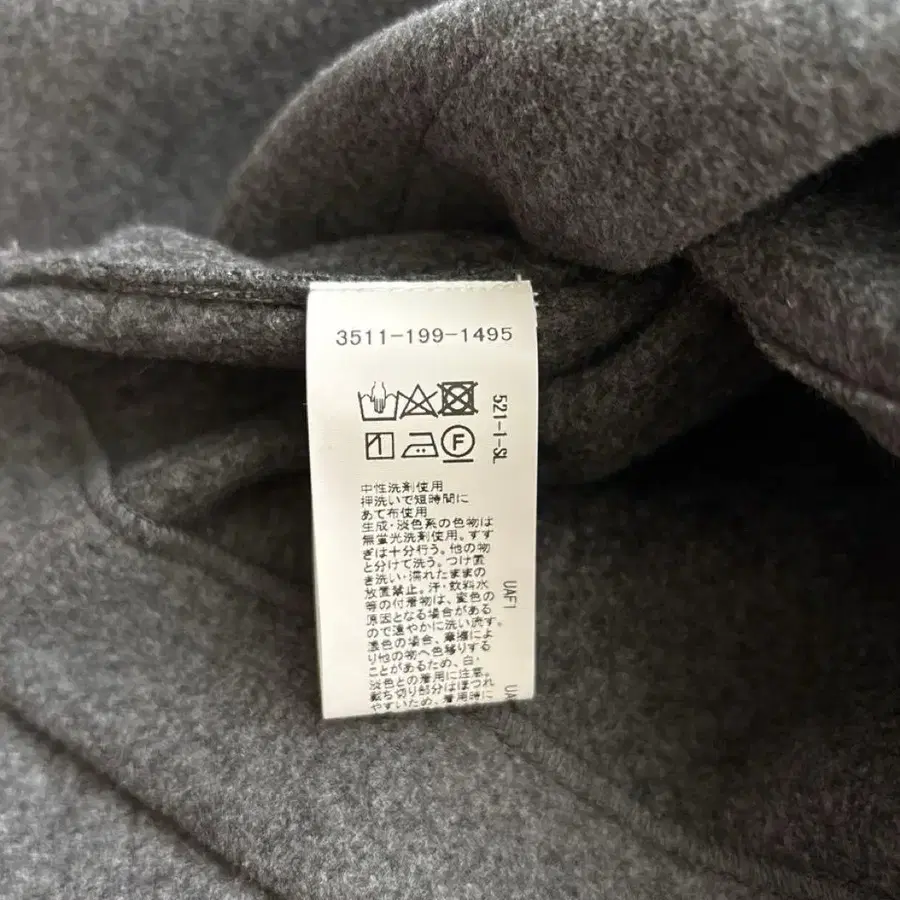 3511-199-1495
521-1-SL
F
中性洗剤使用
押洗いで短時間に
あて布使用
生成・淡色系の色物は
無蛍光洗剤使用。すす
ぎは十分行う。他の物
と分けて洗う。つけ置
き洗い・濡れたままの
放置禁止。汗・飲料水
等の付着物は、変色の
原因となる場合がある
ので速やかに洗い流す。
濃色の場合、摩擦によ
り他の物へ色移りする
ことがあるため、白・
淡色との着用に注意。
裁ち切り部分はほつれ
やすいため、着用時に
UAF1
UA